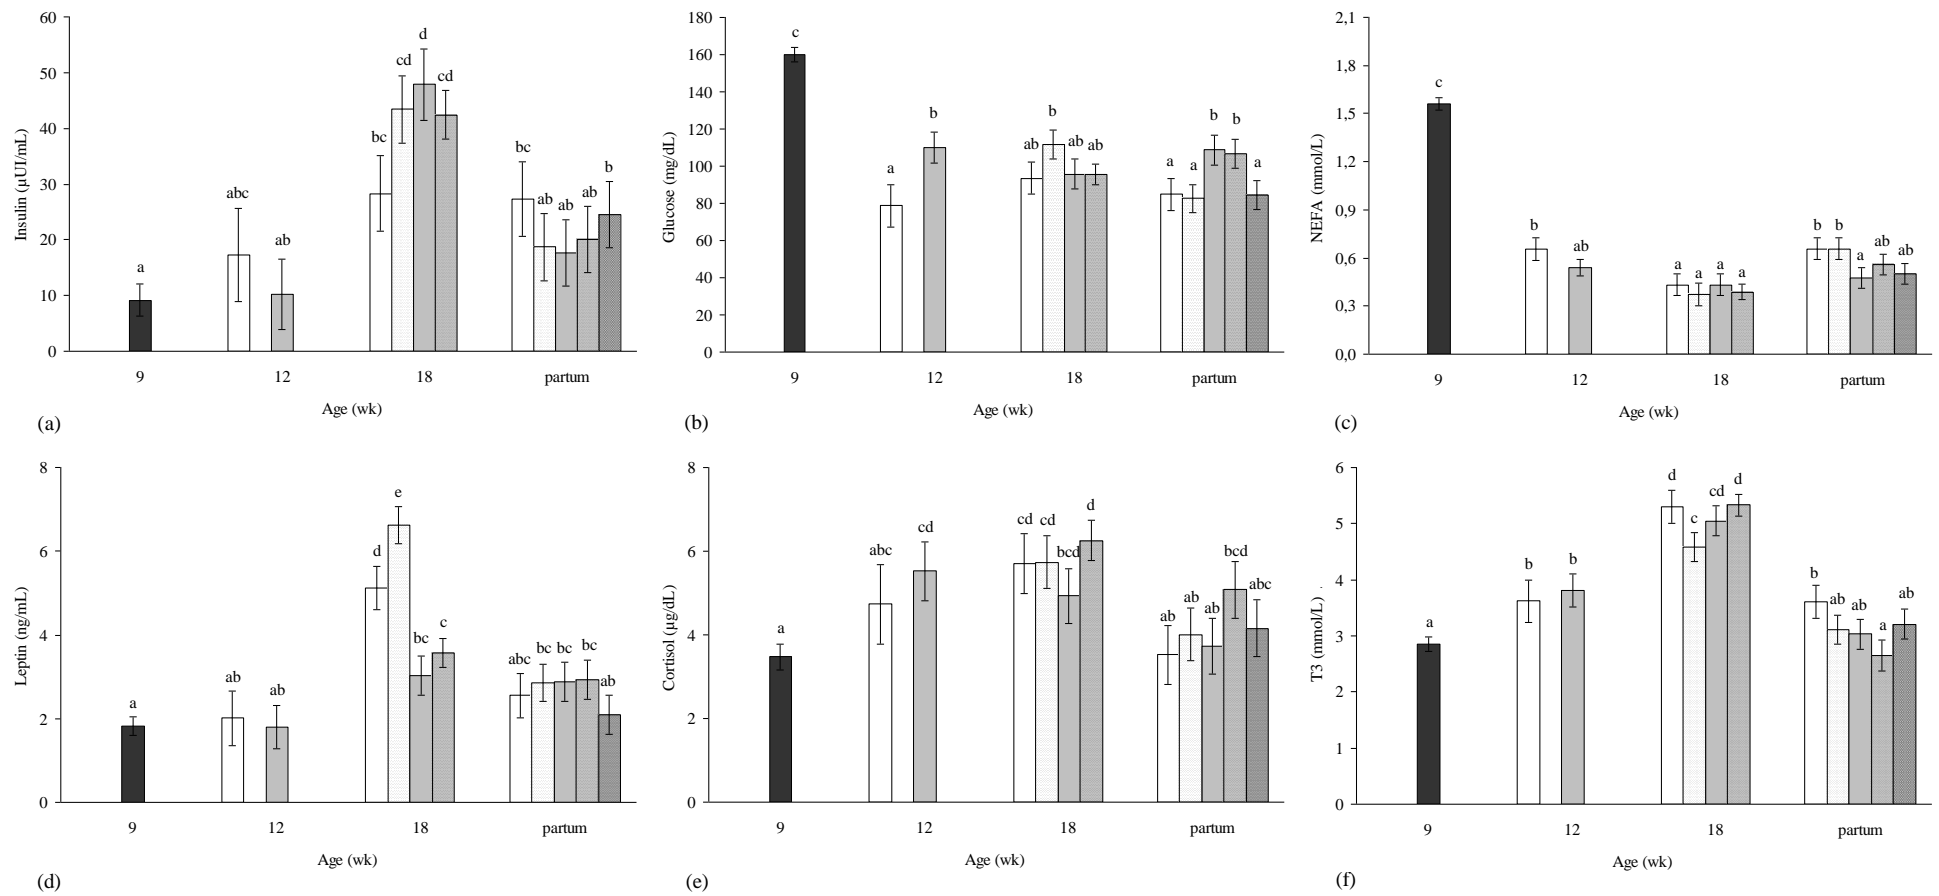 60
50
40
30
20
10
0
Insulin (µUI/mL)
a
abc
ab
bc
cd
d
cd
bc
ab
ab
ab
b
9 12 18 partum
Age (wk)
(a)
180
160
140
120
100
80
60
40
20
0
Glucose (mg/dL)
c
a
b
ab
b
ab
ab
a
a
b
b
a
9 12 18 partum
Age (wk)
(b)
2,1
1,8
1,5
1,2
0,9
0,6
0,3
0,0
NEFA (mmol/L)
c
b
ab
a
a
a
a
b
b
a
ab
ab
9 12 18 partum
Age (wk)
(c)
8
6
4
2
0
Leptin (ng/mL)
a
ab
ab
d
e
bc
c
abc
bc
bc
bc
ab
9 12 18 partum
Age (wk)
(d)
8
6
4
2
0
Cortisol (µg/dL)
a
abc
cd
cd
cd
bcd
d
ab
ab
ab
bcd
abc
9 12 18 partum
Age (wk)
(e)
6
5
4
3
2
1
0
T3 (mmol/L) .
a
b
b
d
c
cd
d
b
ab
ab
a
ab
9 12 18 partum
Age (wk)
(f)